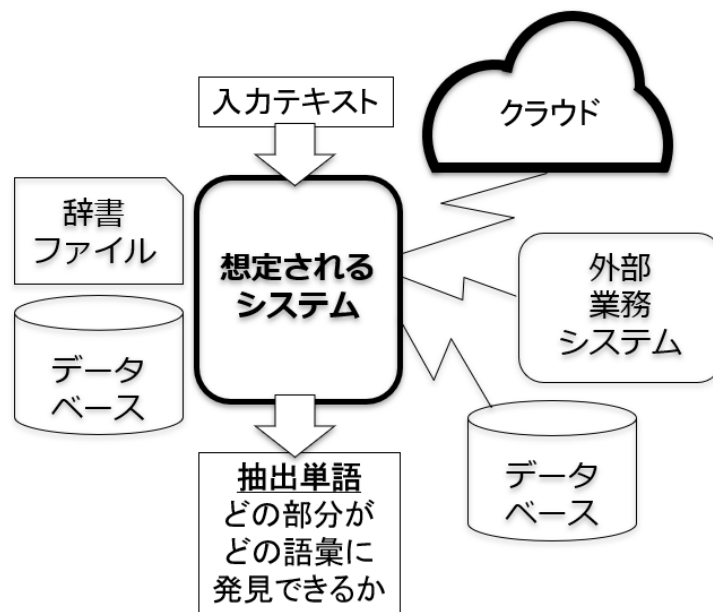 入力テキスト
クラウド
辞書
ファイル
想定される
システム
外部
業務
システム
データ
ベース
抽出単語
どの部分が
どの語彙に
発見できるか
データ
ベース